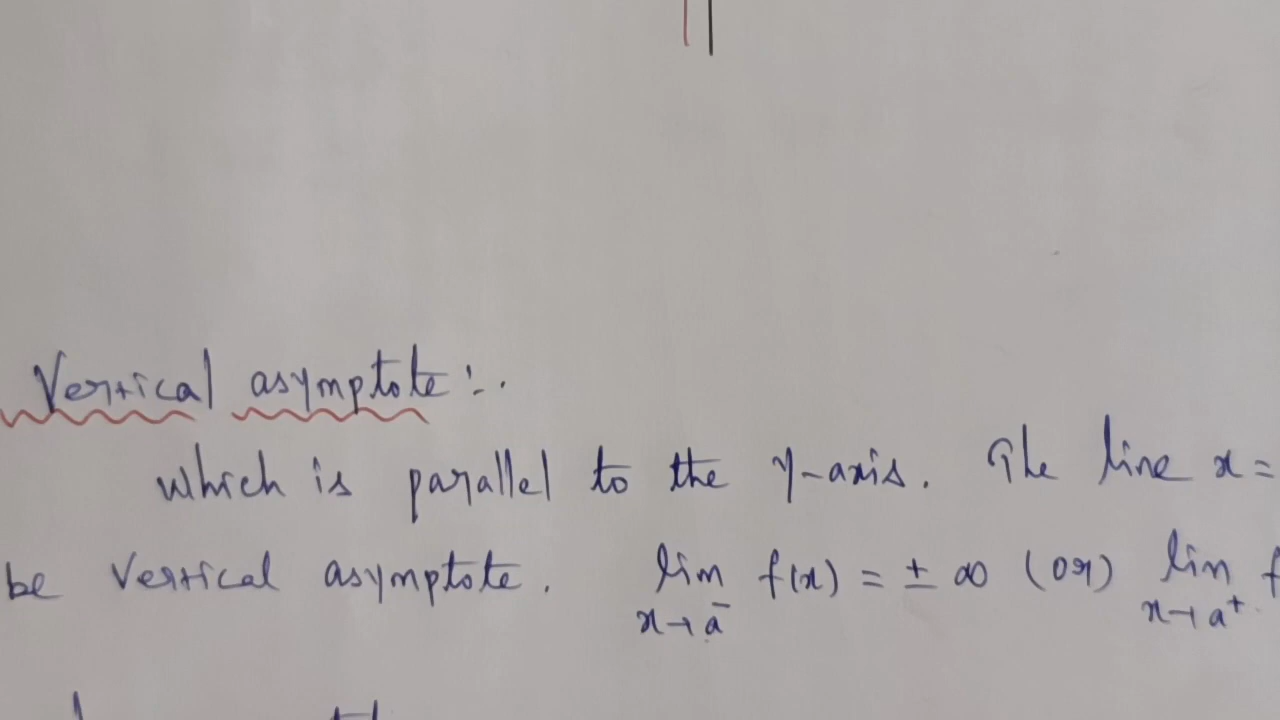 Vertical asymptote :-.
which is parallel to the y-axis. The line x =
be Vertical asymptote. lim x→a⁻ f(x) = ± ∞ (or) lim x→a⁺ f